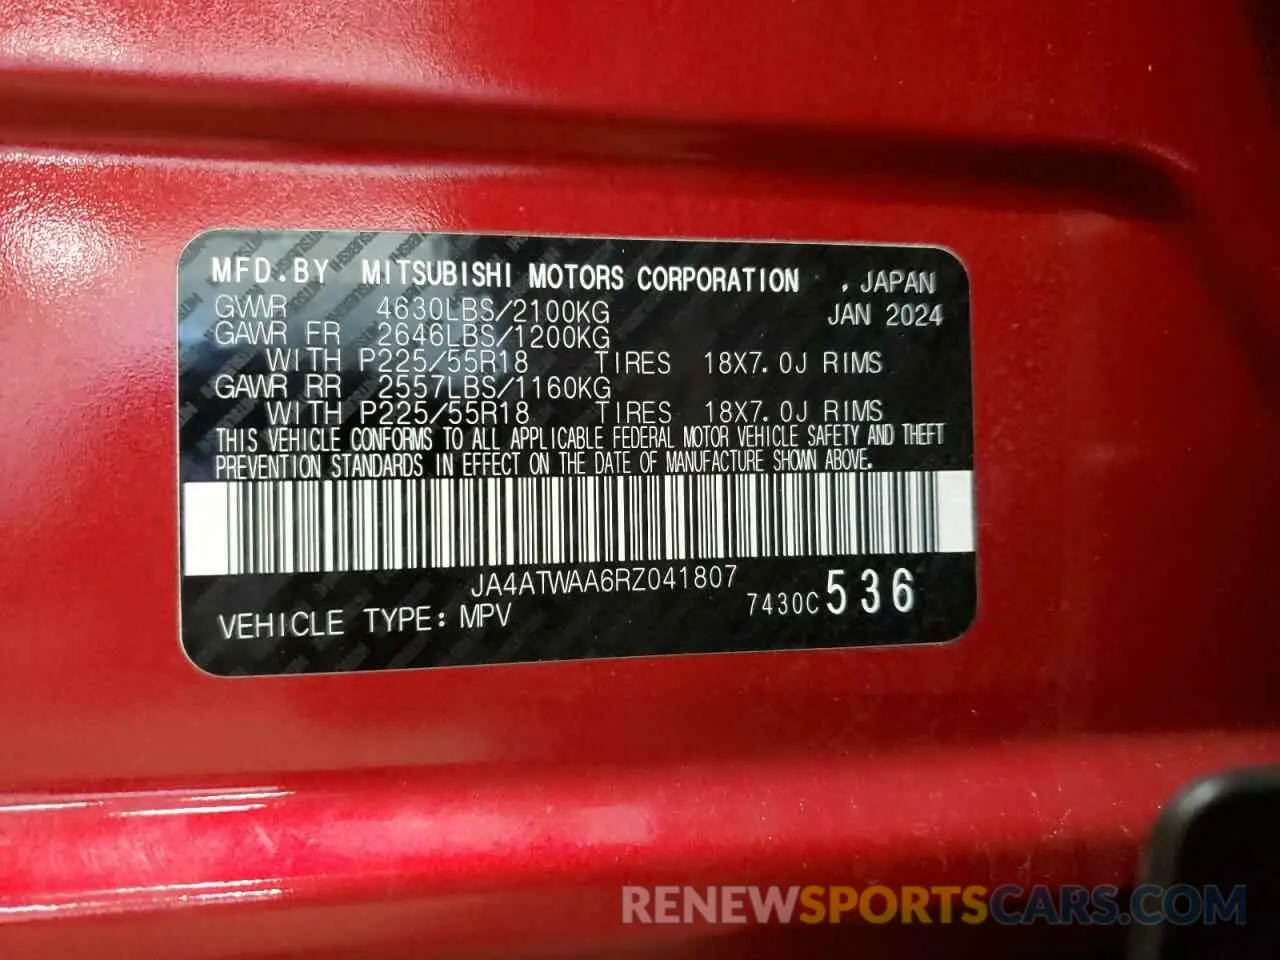 MFD.BY MITSUBISHI MOTORS CORPORATION , JAPAN
GVWR 4630LBS/2100KG JAN 2024
GAWR FR 2646LBS/1200KG
WITH P225/55R18 TIRES 18X7.0J RIMS
GAWR RR 2557LBS/1160KG
WITH P225/55R18 TIRES 18X7.0J RIMS
THIS VEHICLE CONFORMS TO ALL APPLICABLE FEDERAL MOTOR VEHICLE SAFETY AND THEFT
PREVENTION STANDARDS IN EFFECT ON THE DATE OF MANUFACTURE SHOWN ABOVE.
JA4ATWAA6RZ041807
VEHICLE TYPE: MPV 7430C 536
RENEWSPORTSCARS.COM